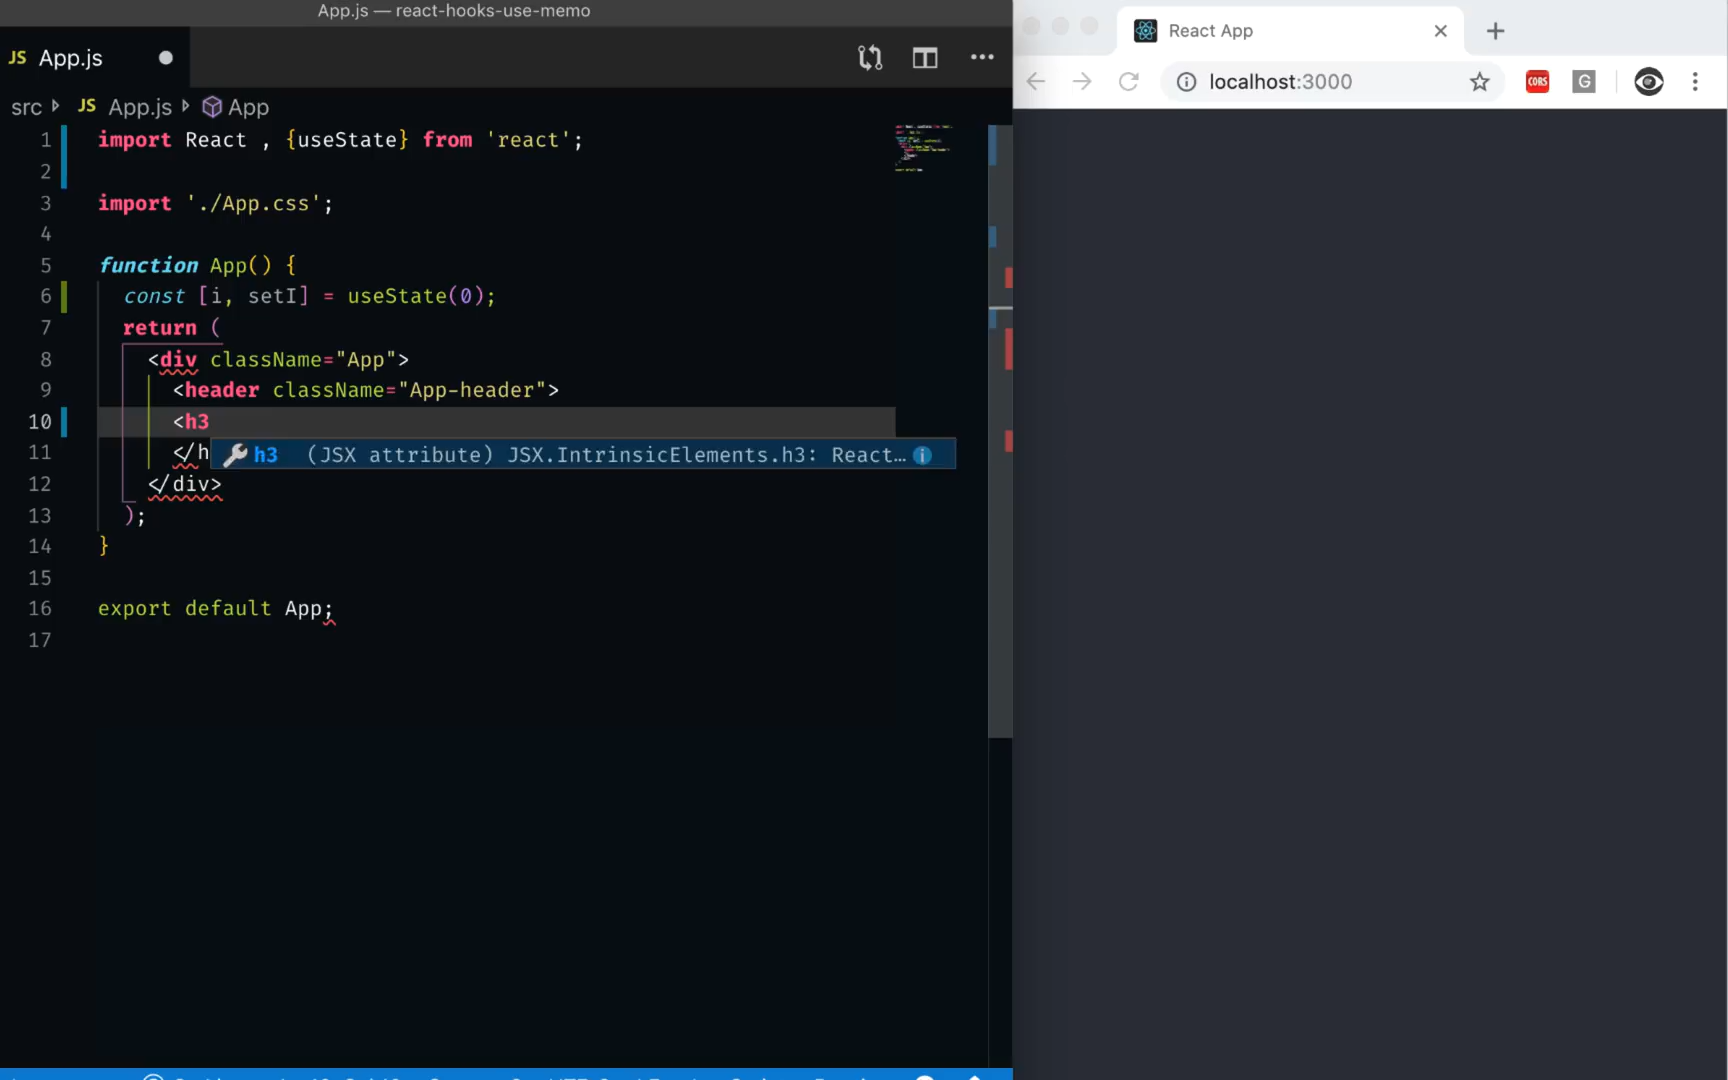 App.js — react-hooks-use-memo
JS App.js
src JS App.js App
1 import React , {useState} from 'react';
2
3 import './App.css';
4
5 function App() {
6 const [i, setI] = useState(0);
7 return (
8 <div className="App">
9 <header className="App-header">
10 <h3
11 </h
h3 (JSX attribute) JSX.IntrinsicElements.h3: React…
12 </div>
13 );
14 }
15
16 export default App;
17
React App
localhost:3000
CORS
G